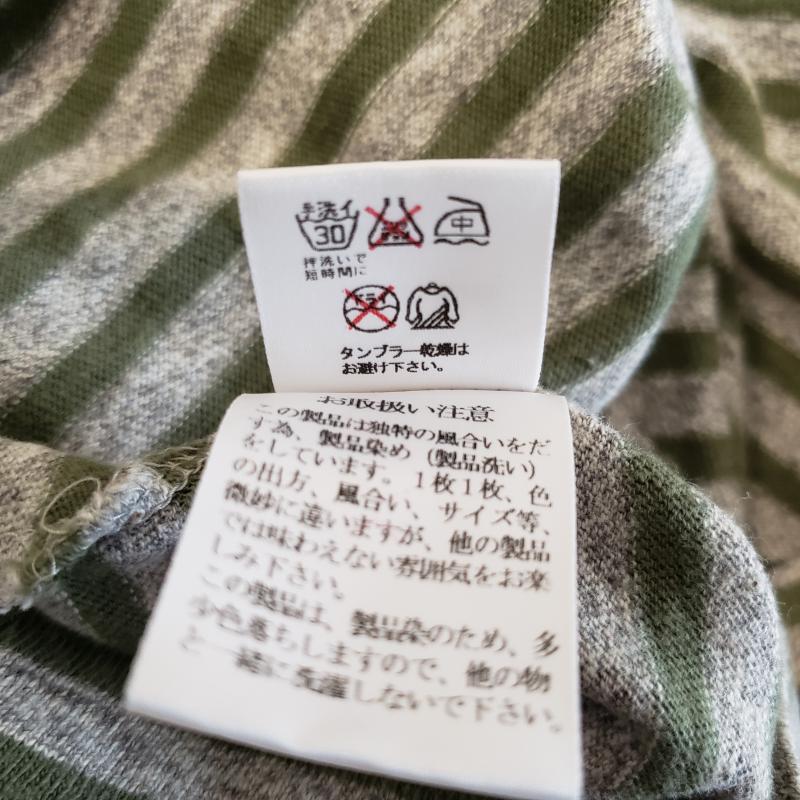 手洗イ
30
押洗いで
短時間に
中
ドライ
タンブラー乾燥は
お避け下さい。
お取扱い注意
この製品は独特の風合いをだ
す為、製品染め（製品洗い）
をしています。１枚１枚、色
の出方、風合い、サイズ等、
微妙に違いますが、他の製品
では味わえない雰囲気をお楽
しみ下さい。
この製品は、製品染のため、多
少色落ちしますので、他の物
と一緒に洗濯しないで下さい。